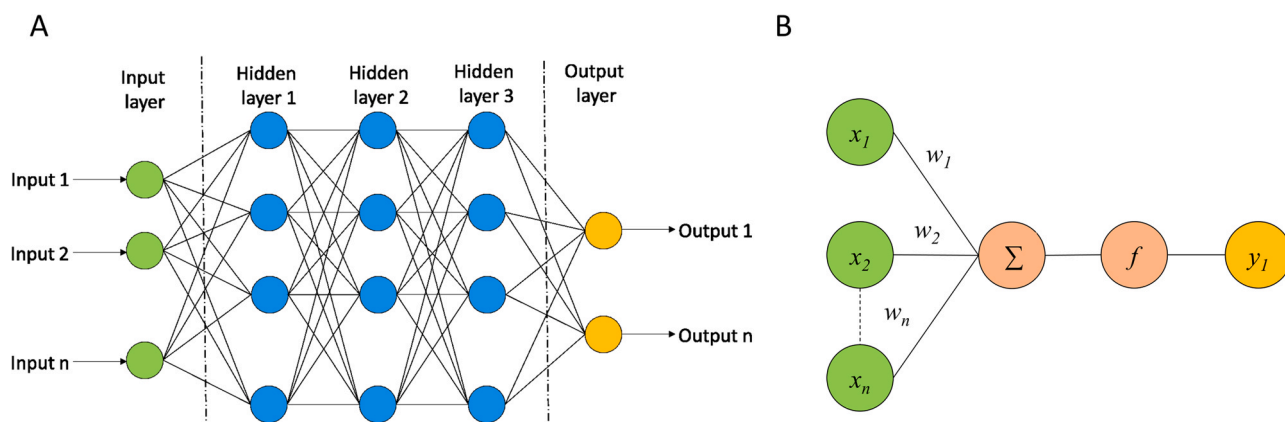 A
Input
layer
Hidden
layer 1
Hidden
layer 2
Hidden
layer 3
Output
layer
Input 1
Input 2
Input n
Output 1
Output n
B
x₁
w₁
x₂
w₂
Σ
f
y₁
wₙ
xₙ